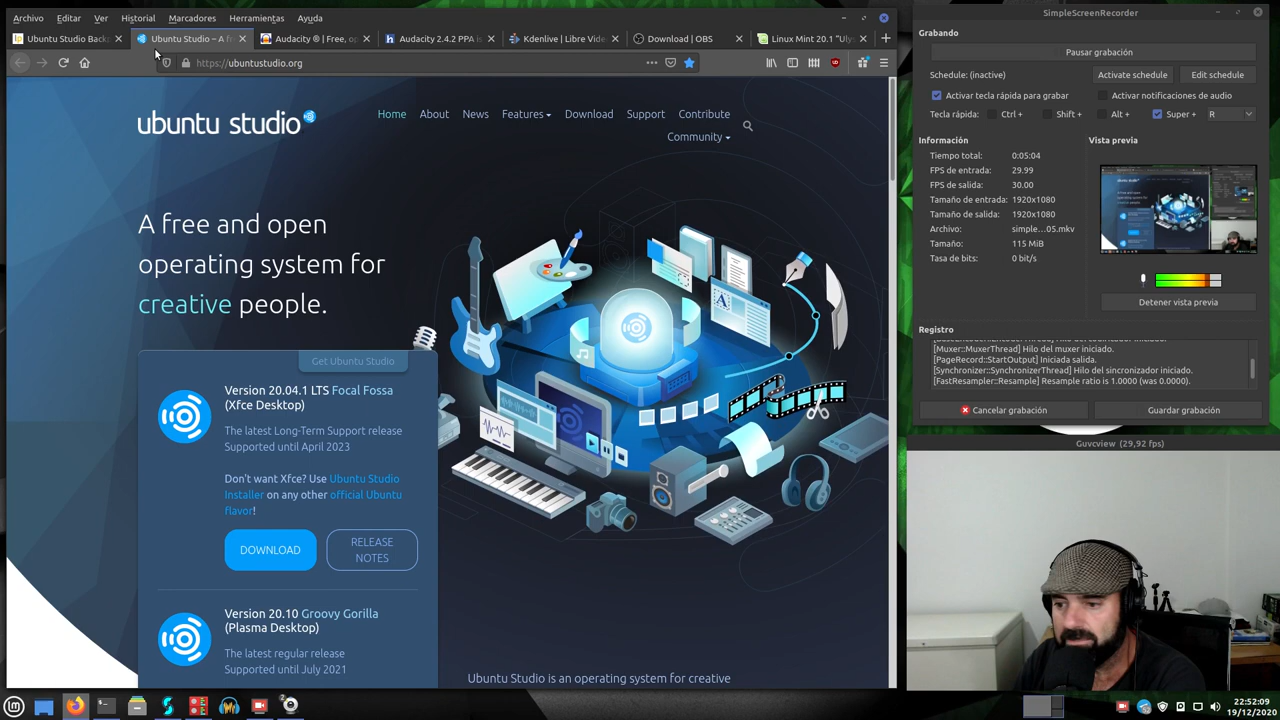 Archivo Editar Ver Historial Marcadores Herramientas Ayuda
Ubuntu Studio Back
Ubuntu Studio – A f
Audacity ® | Free, op
Audacity 2.4.2 PPA is
Kdenlive | Libre Vide
Download | OBS
Linux Mint 20.1 "Uly
https://ubuntustudio.org
ubuntu studio
Home About News Features Download Support Contribute
Community
A free and open
operating system for
creative people.
Get Ubuntu Studio
Version 20.04.1 LTS Focal Fossa
(Xfce Desktop)
The latest Long-Term Support release
Supported until April 2023
Don't want Xfce? Use Ubuntu Studio
Installer on any other official Ubuntu
flavor!
DOWNLOAD
RELEASE
NOTES
Version 20.10 Groovy Gorilla
(Plasma Desktop)
The latest regular release
Supported until July 2021
Ubuntu Studio is an operating system for creative
SimpleScreenRecorder
Grabando
Pausar grabación
Schedule: (inactive)
Activate schedule
Edit schedule
Activar tecla rápida para grabar
Activar notificaciones de audio
Tecla rápida:
Ctrl +
Shift +
Alt +
Super +
R
Información
Tiempo total: 0:05:04
FPS de entrada: 29.99
FPS de salida: 30.00
Tamaño de entrada: 1920x1080
Tamaño de salida: 1920x1080
Archivo: simple…05.mkv
Tamaño: 115 MiB
Tasa de bits: 0 bit/s
Vista previa
Detener vista previa
Registro
[Muxer::MuxerThread] Hilo del muxer iniciado.
[PageRecord::StartOutput] Iniciada salida.
[Synchronizer::SynchronizerThread] Hilo del sincronizador iniciado.
[FastResampler::Resample] Resample ratio is 1.0000 (was 0.0000).
Cancelar grabación
Guardar grabación
Guvcview (29,92 fps)
22:52:09
19/12/2020